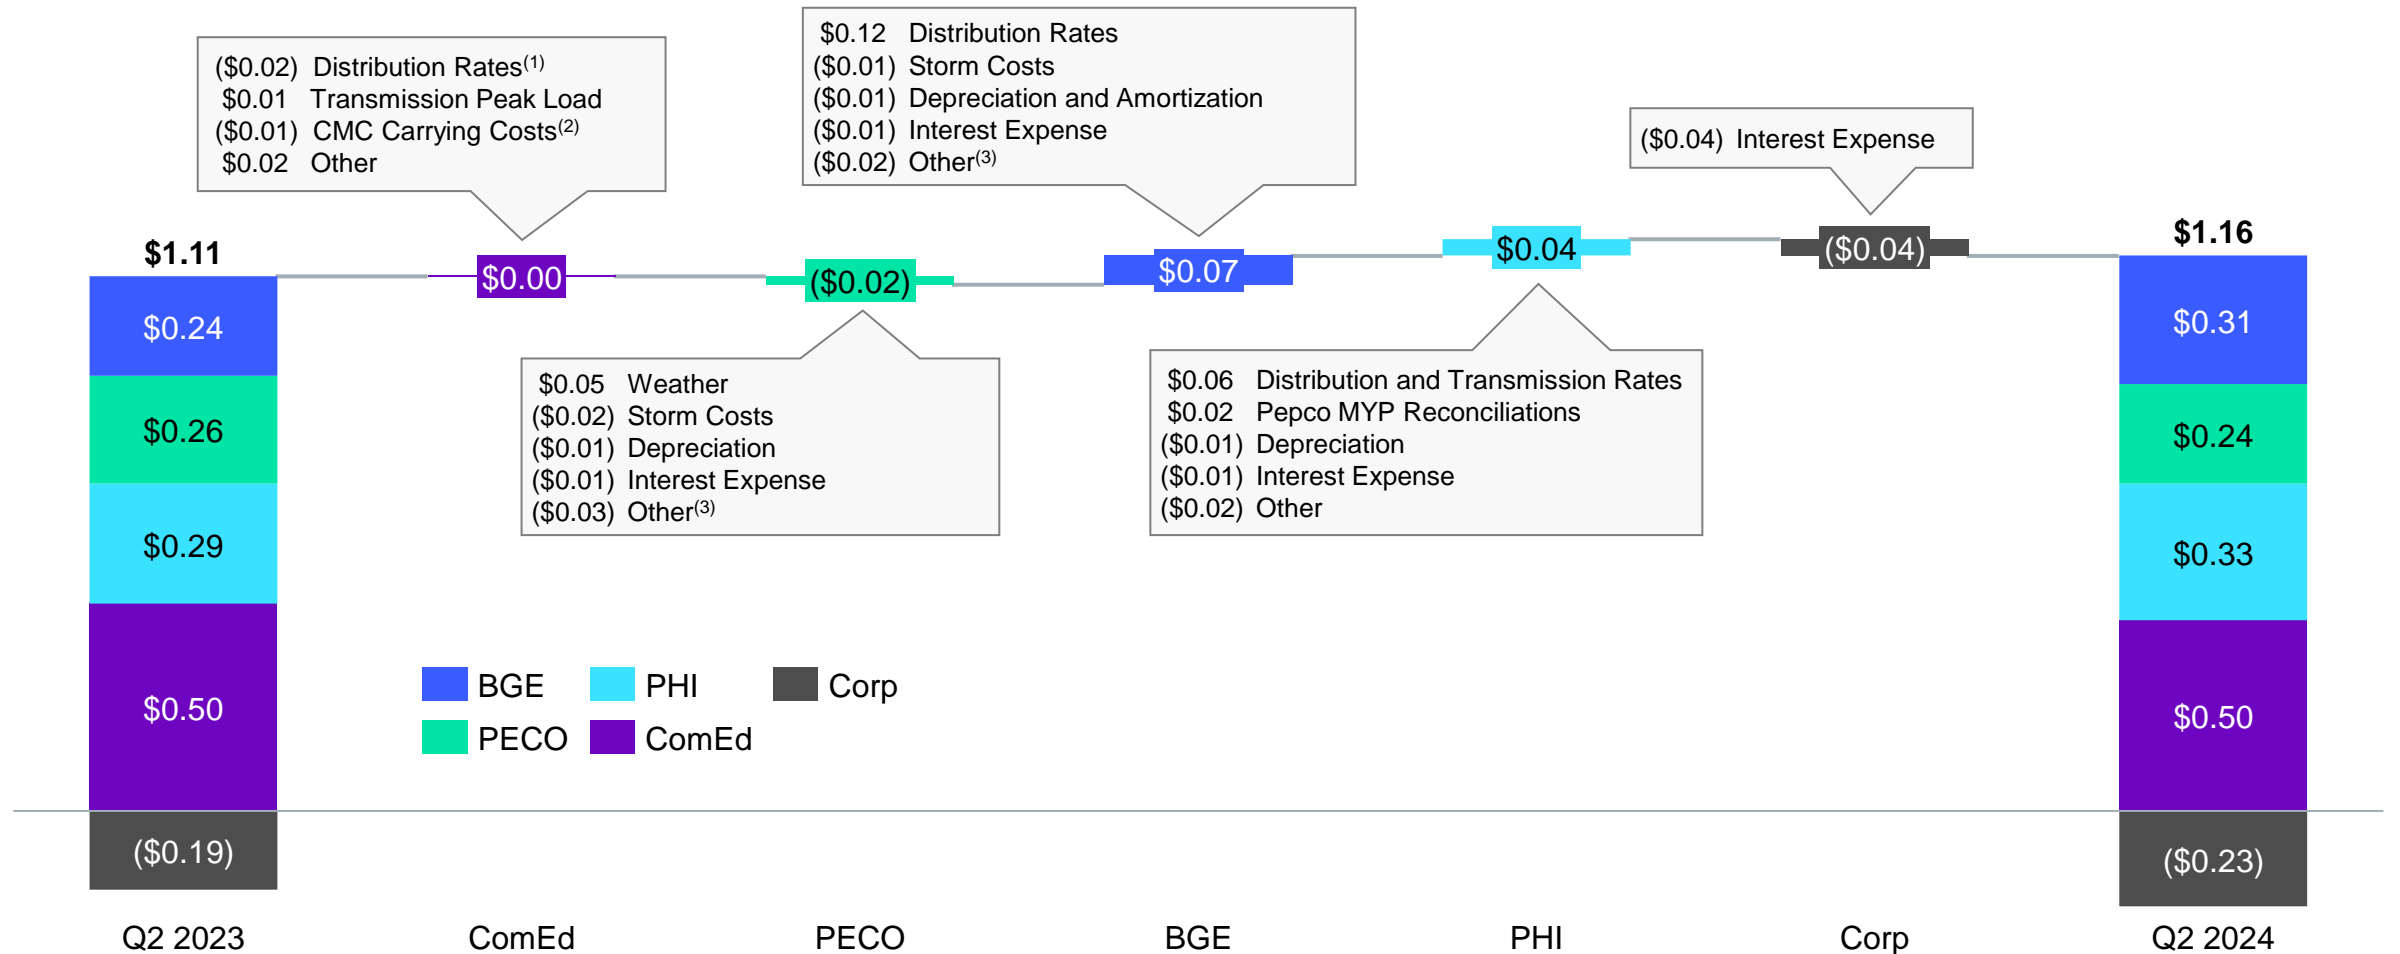 $0.12 Distribution Rates
($0.01) Storm Costs
($0.01) Depreciation and Amortization
($0.01) Interest Expense
($0.02) Other(3)
($0.02) Distribution Rates(1)
$0.01 Transmission Peak Load
($0.01) CMC Carrying Costs(2)
$0.02 Other
($0.04) Interest Expense
$1.11
$0.00
($0.02)
$0.07
$0.04
($0.04)
$1.16
$0.24
$0.26
$0.29
$0.50
($0.19)
$0.05 Weather
($0.02) Storm Costs
($0.01) Depreciation
($0.01) Interest Expense
($0.03) Other(3)
$0.06 Distribution and Transmission Rates
$0.02 Pepco MYP Reconciliations
($0.01) Depreciation
($0.01) Interest Expense
($0.02) Other
$0.31
$0.24
$0.33
$0.50
($0.23)
BGE PHI Corp
PECO ComEd
Q2 2023 ComEd PECO BGE PHI Corp Q2 2024